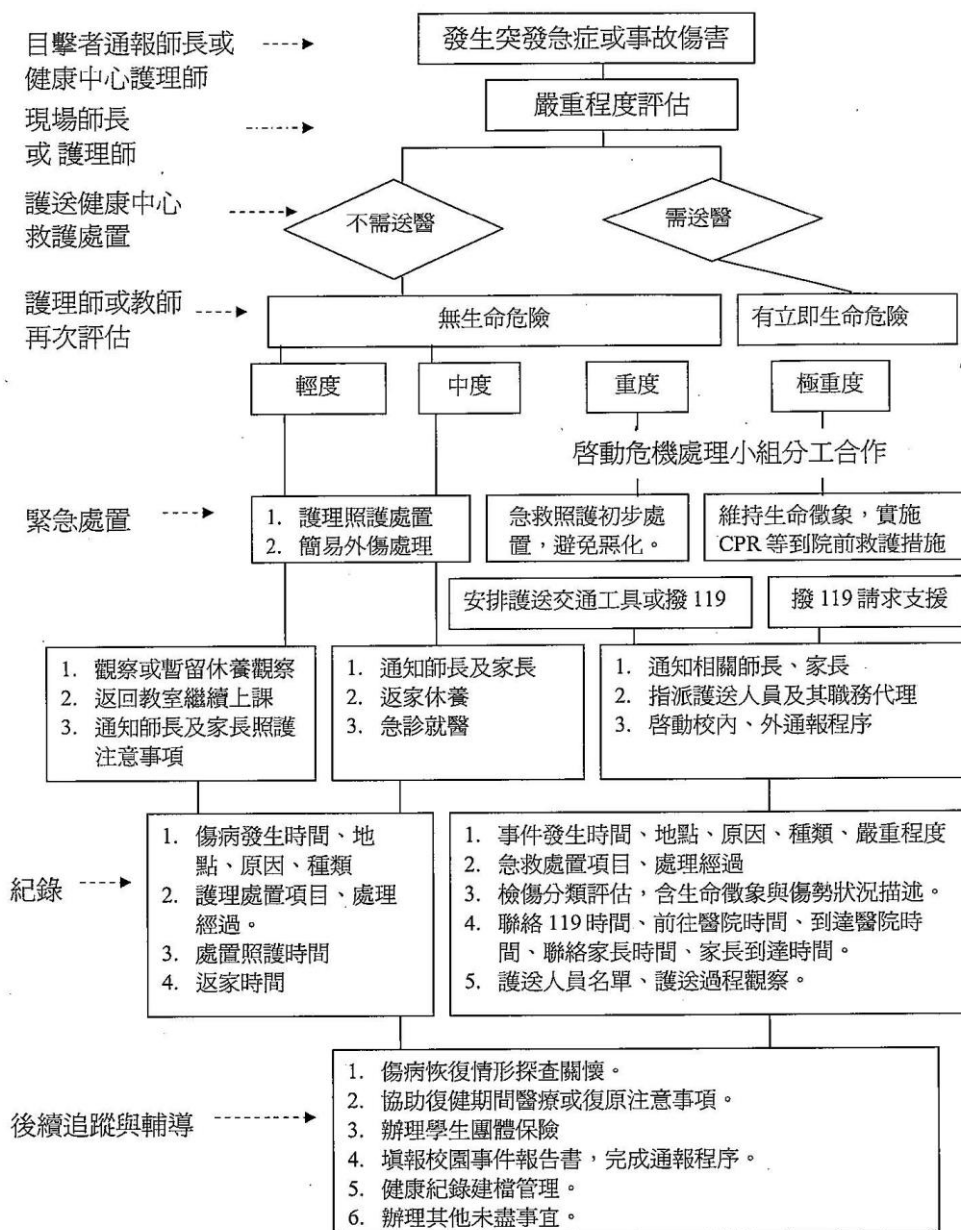 目擊者通報師長或
健康中心護理師
發生突發急症或事故傷害
現場師長
或 護理師
嚴重程度評估
護送健康中心
救護處置
不需送醫
需送醫
護理師或教師
再次評估
無生命危險
有立即生命危險
輕度
中度
重度
極重度
啓動危機處理小組分工合作
緊急處置
1. 護理照護處置
2. 簡易外傷處理
急救照護初步處
置，避免惡化。
維持生命徵象，實施
CPR 等到院前救護措施
安排護送交通工具或撥 119
撥 119 請求支援
1. 觀察或暫留休養觀察
2. 返回教室繼續上課
3. 通知師長及家長照護
注意事項
1. 通知師長及家長
2. 返家休養
3. 急診就醫
1. 通知相關師長、家長
2. 指派護送人員及其職務代理
3. 啓動校內、外通報程序
紀錄
1. 傷病發生時間、地
點、原因、種類
2. 護理處置項目、處理
經過。
3. 處置照護時間
4. 返家時間
1. 事件發生時間、地點、原因、種類、嚴重程度
2. 急救處置項目、處理經過
3. 檢傷分類評估，含生命徵象與傷勢狀況描述。
4. 聯絡 119 時間、前往醫院時間、到達醫院時
間、聯絡家長時間、家長到達時間。
5. 護送人員名單、護送過程觀察。
後續追蹤與輔導
1. 傷病恢復情形探查關懷。
2. 協助復健期間醫療或復原注意事項。
3. 辦理學生團體保險
4. 填報校園事件報告書，完成通報程序。
5. 健康紀錄建檔管理。
6. 辦理其他未盡事宜。